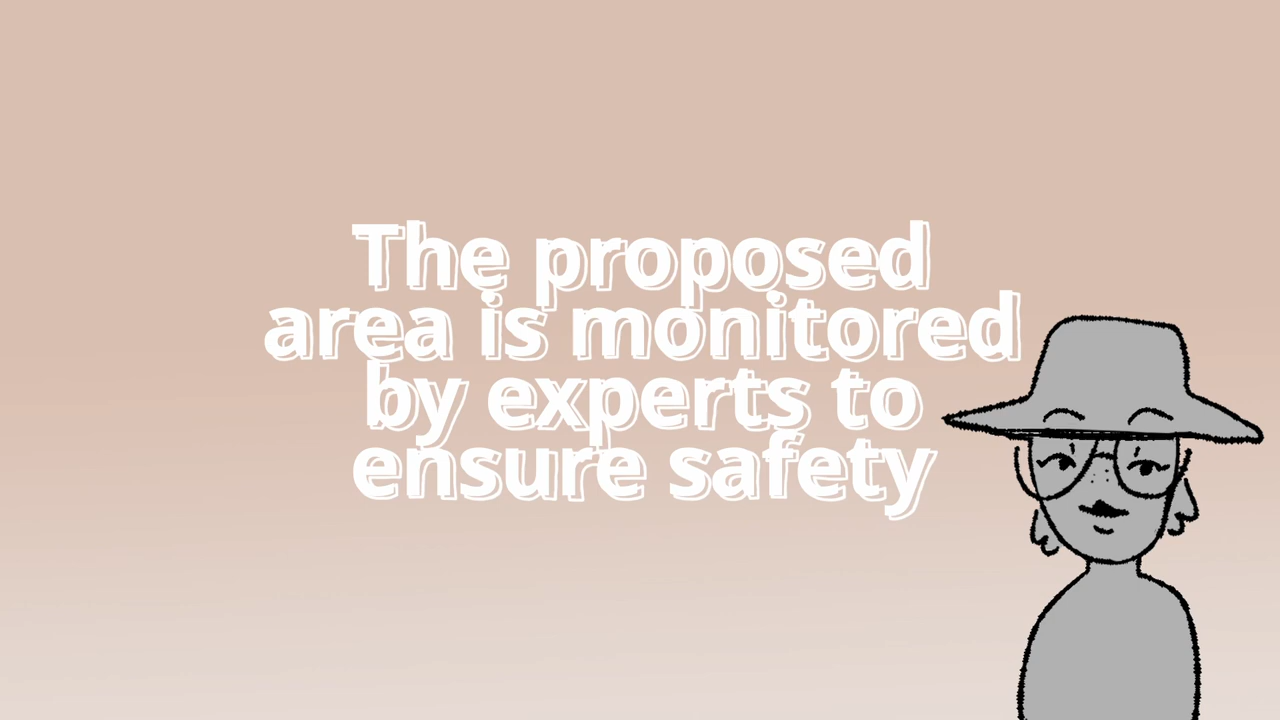 The proposed
area is monitored
by experts to
ensure safety